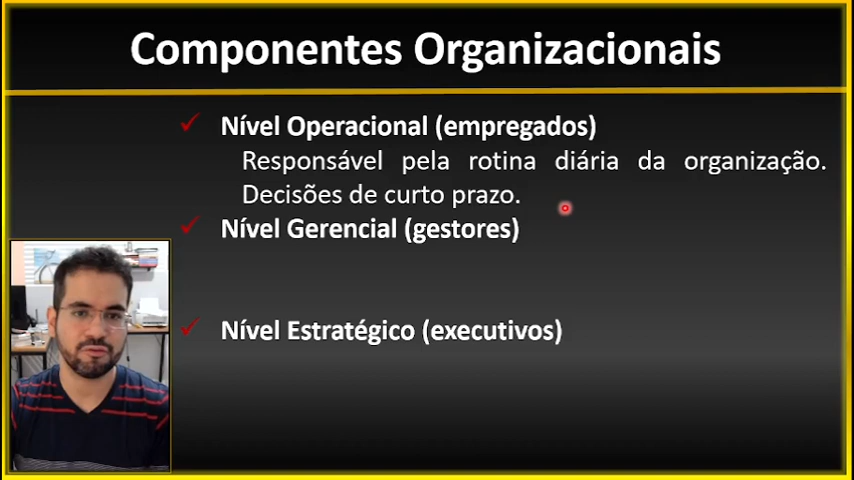 Componentes Organizacionais
Nível Operacional (empregados)
Responsável pela rotina diária da organização.
Decisões de curto prazo.
Nível Gerencial (gestores)
Nível Estratégico (executivos)